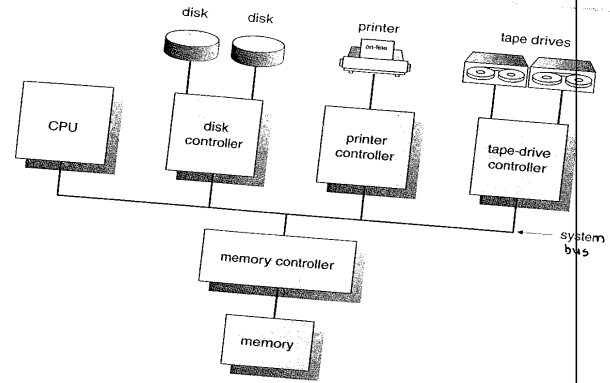 disk
disk
printer
on-line
tape drives
CPU
disk
controller
printer
controller
tape-drive
controller
system
bus
memory controller
memory